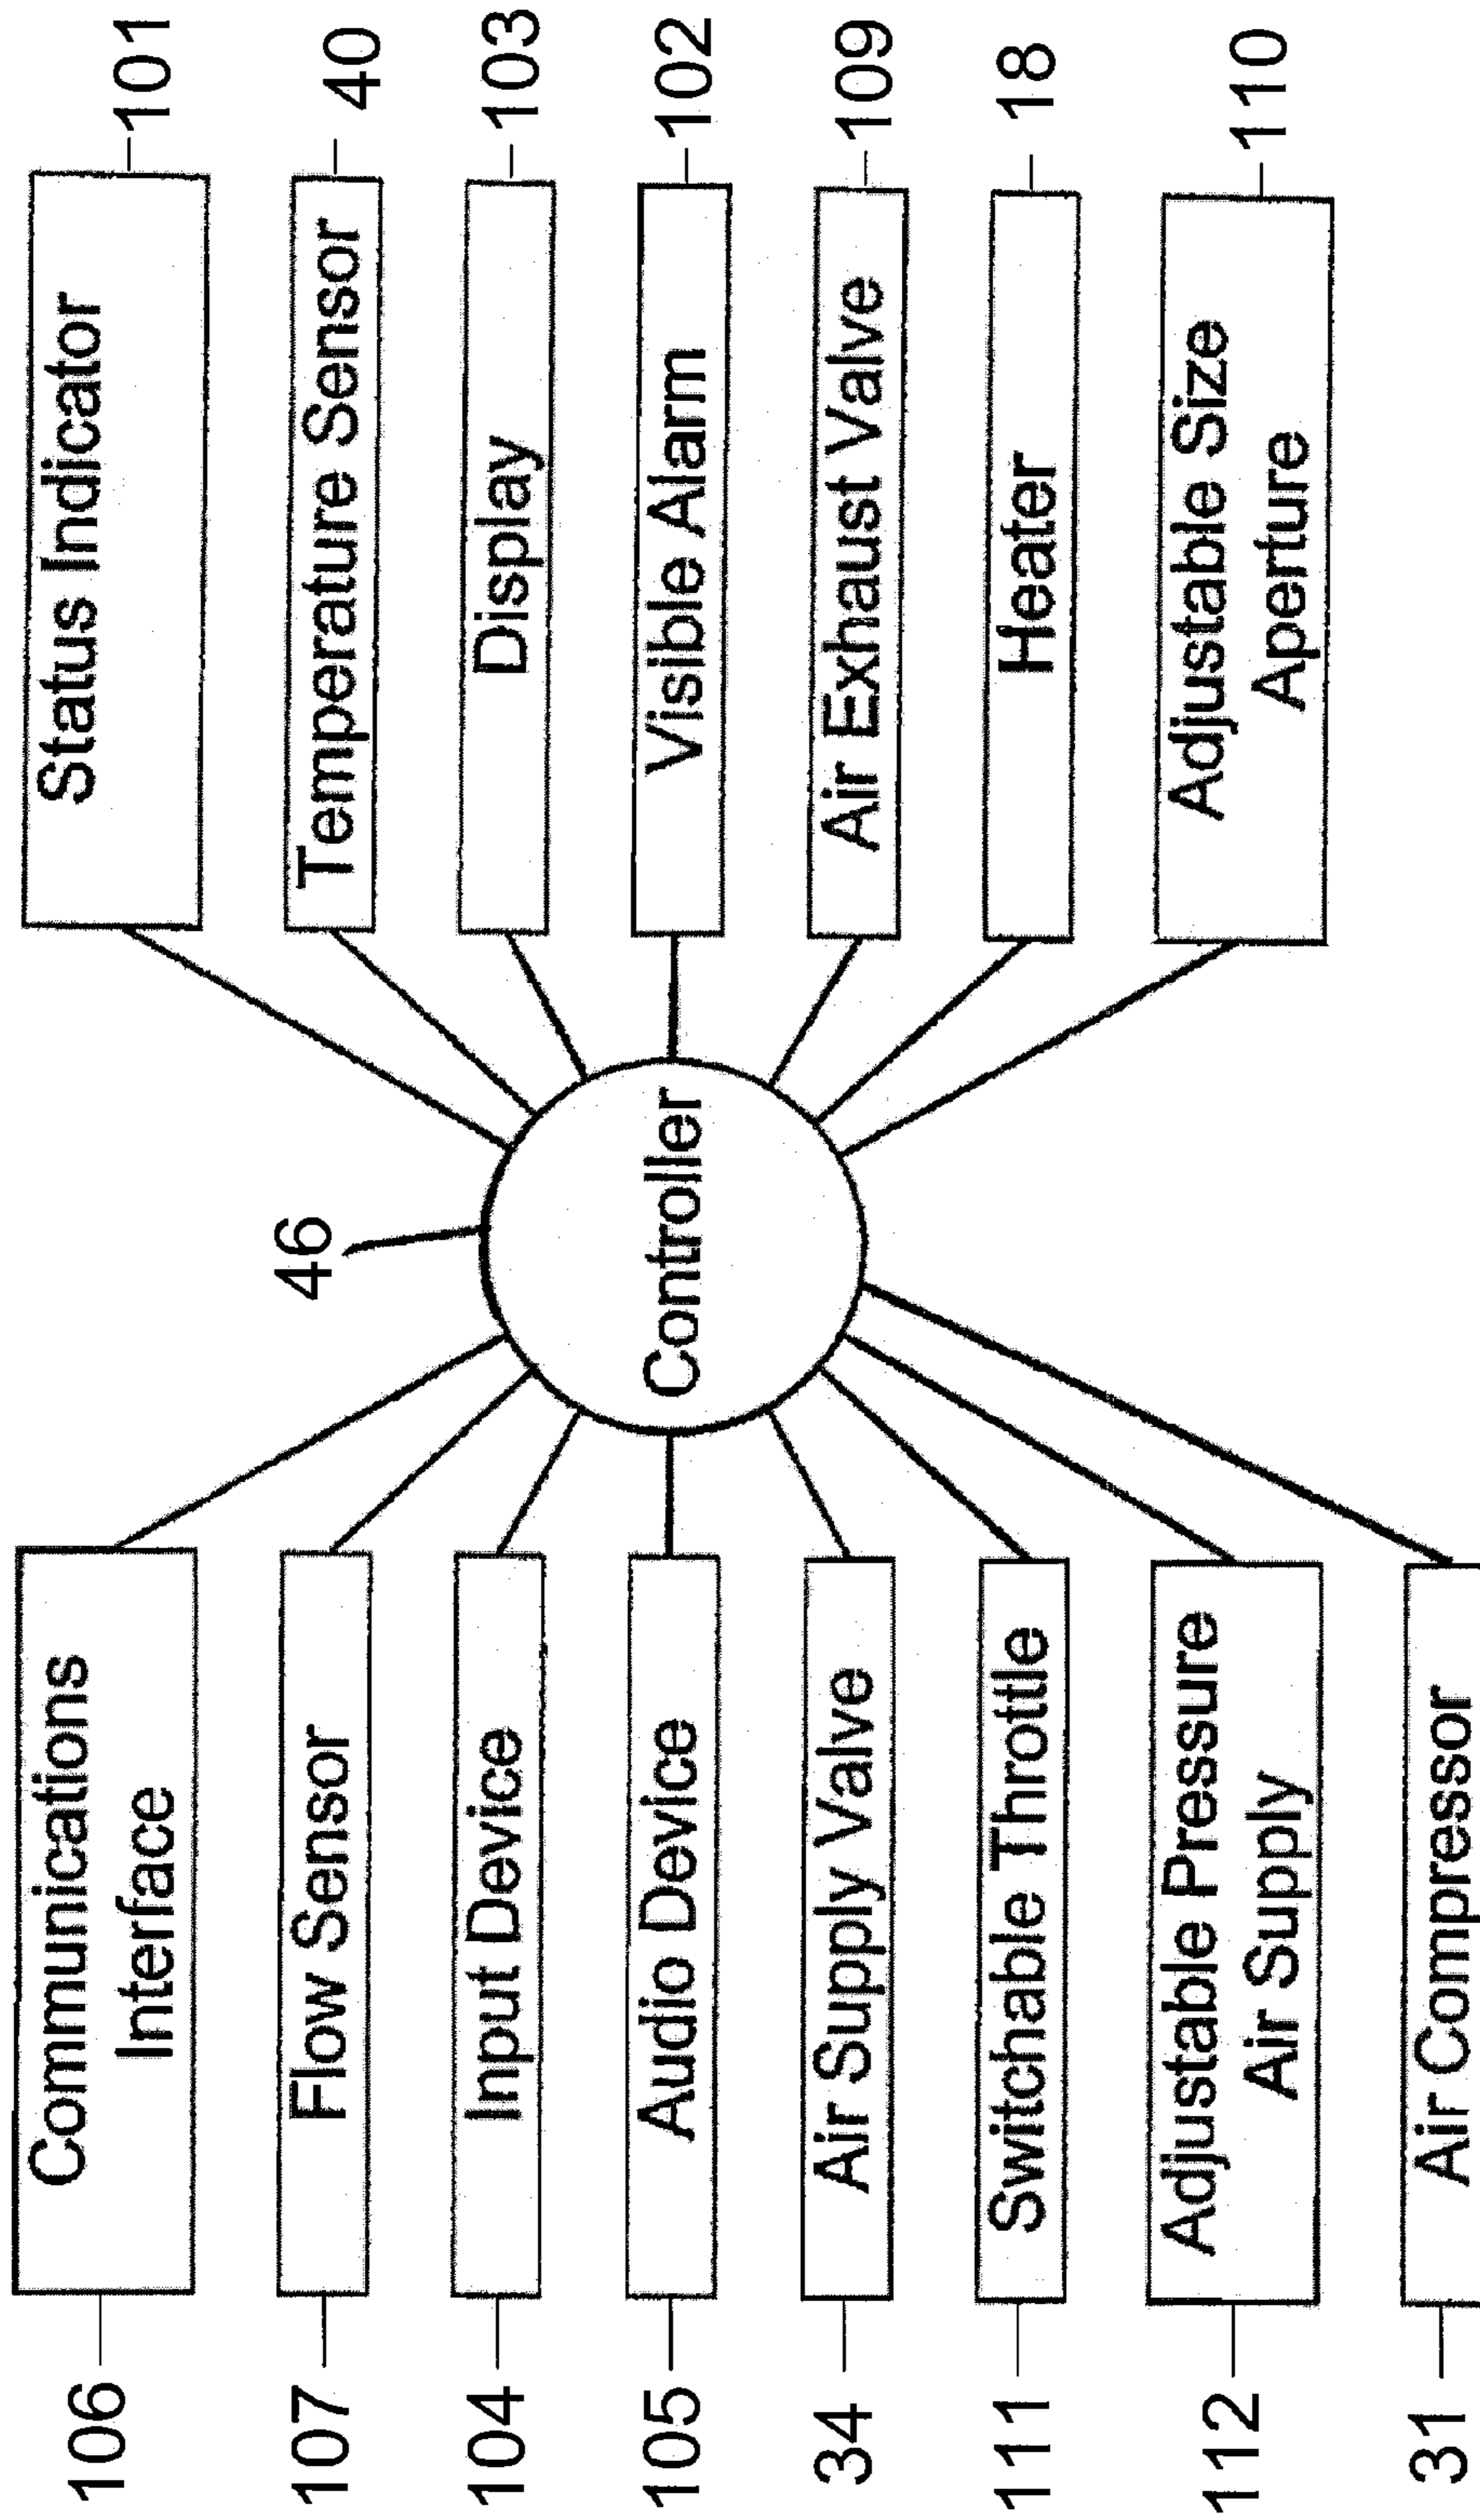 106
Communications
Interface
107
Flow Sensor
104
Input Device
105
Audio Device
34
Air Supply Valve
111
Switchable Throttle
112
Adjustable Pressure
Air Supply
31
Air Compressor
46
Controller
Status Indicator
101
Temperature Sensor
40
Display
103
Visible Alarm
102
Air Exhaust Valve
109
Heater
18
Adjustable Size
Aperture
110